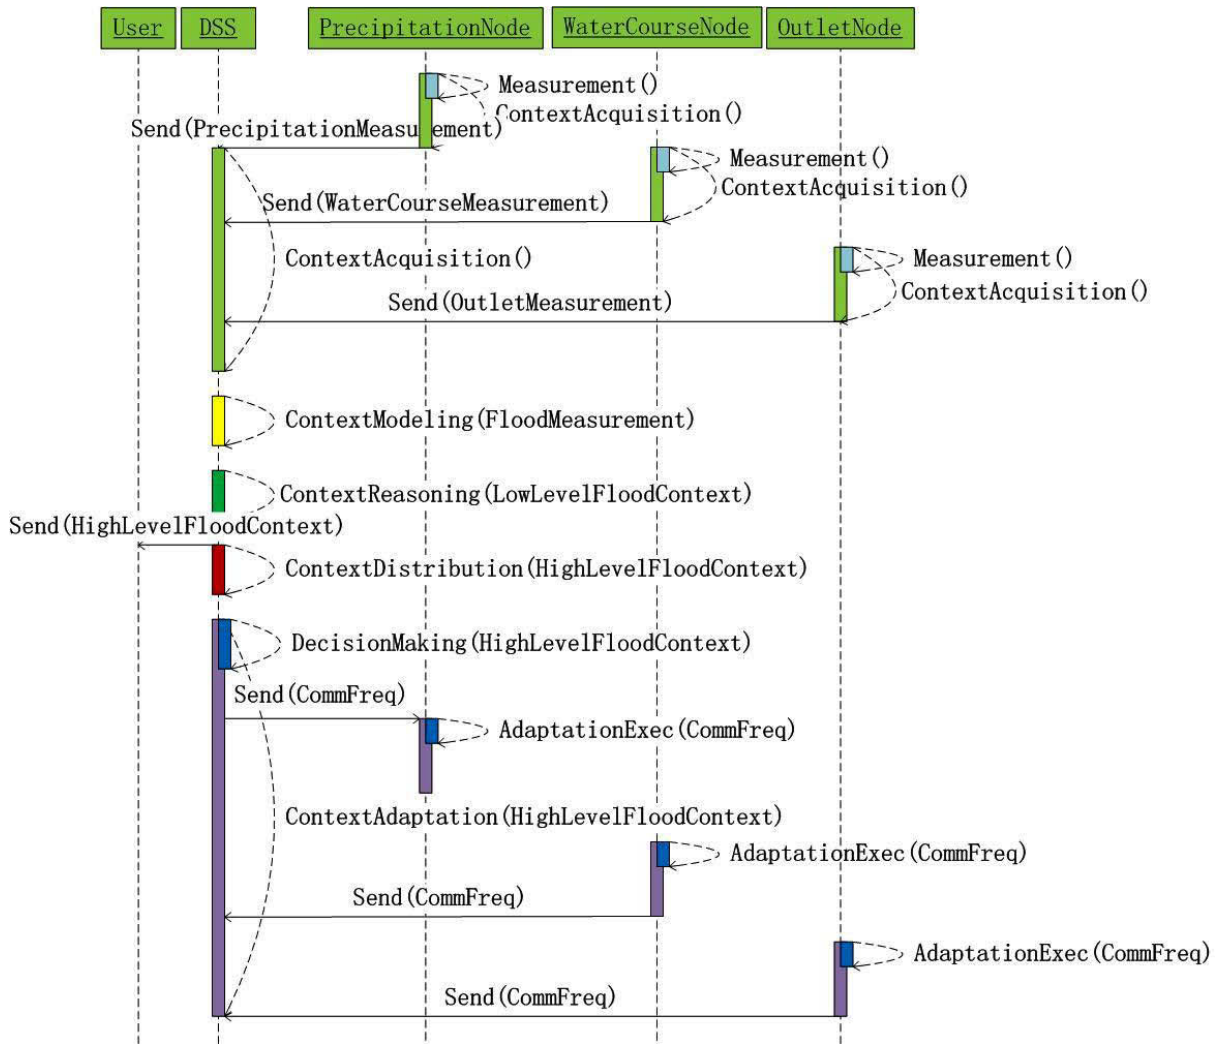 User DSS PrecipitationNode WaterCourseNode OutletNode
Measurement()
ContextAcquisition()
Send(PrecipitationMeasurement)
Measurement()
ContextAcquisition()
Send(WaterCourseMeasurement)
ContextAcquisition()
Measurement()
ContextAcquisition()
Send(OutletMeasurement)
ContextModeling(FloodMeasurement)
ContextReasoning(LowLevelFloodContext)
Send(HighLevelFloodContext)
ContextDistribution(HighLevelFloodContext)
DecisionMaking(HighLevelFloodContext)
Send(CommFreq)
AdaptationExec(CommFreq)
ContextAdaptation(HighLevelFloodContext)
AdaptationExec(CommFreq)
Send(CommFreq)
AdaptationExec(CommFreq)
Send(CommFreq)